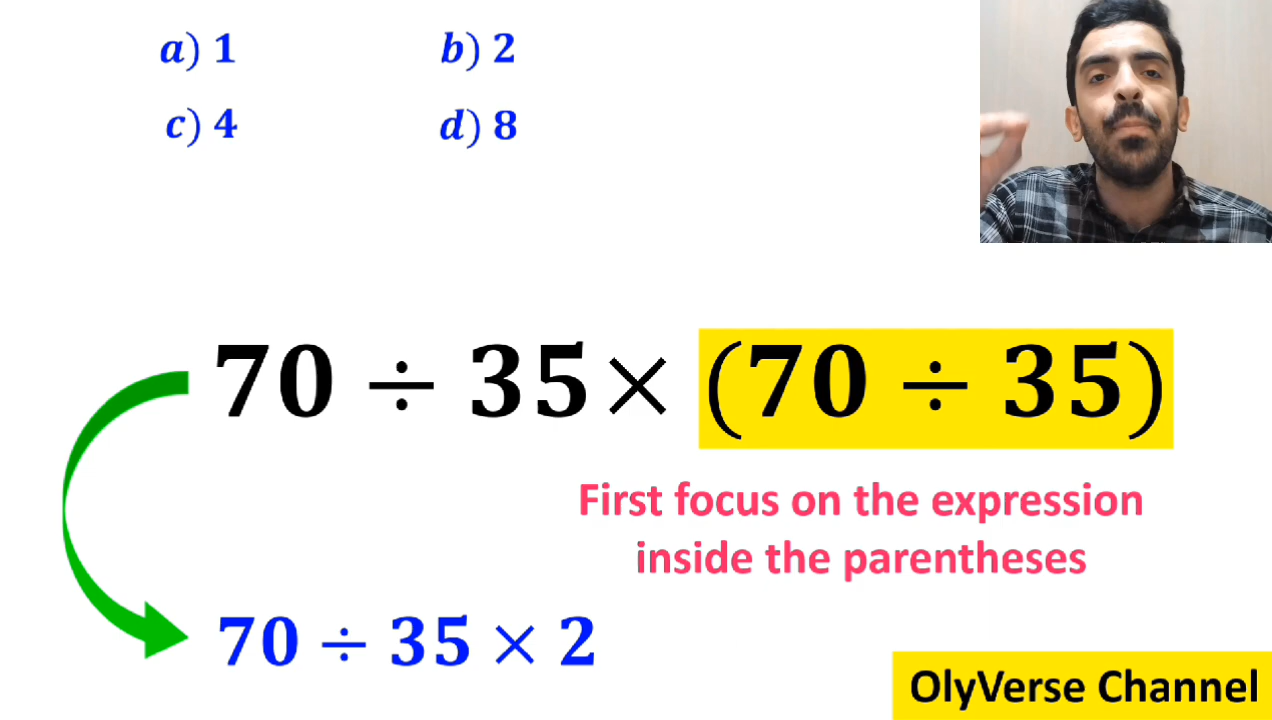 a) 1 b) 2
c) 4 d) 8
70 ÷ 35 × (70 ÷ 35)
First focus on the expression
inside the parentheses
70 ÷ 35 × 2
OlyVerse Channel